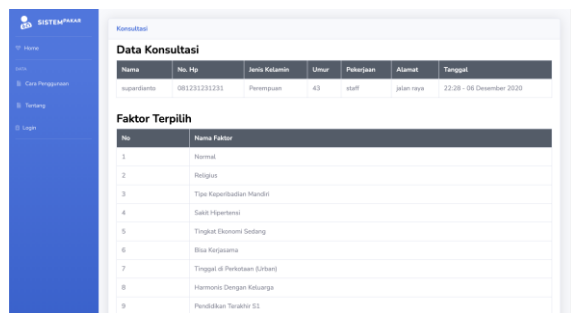 SISTEMPAKAR
Home
DATA
Cara Penggunaan
Tentang
Login
Konsultasi
Data Konsultasi
Nama No. Hp Jenis Kelamin Umur Pekerjaan Alamat Tanggal
supardianto 081231231231 Perempuan 43 staff jalan raya 22:28 - 06 Desember 2020
Faktor Terpilih
No Nama Faktor
1 Normal
2 Religius
3 Tipe Keperibadian Mandiri
4 Sakit Hipertensi
5 Tingkat Ekonomi Sedang
6 Bisa Kerjasama
7 Tinggal di Perkotaan (Urban)
8 Harmonis Dengan Keluarga
9 Pendidikan Terakhir S1